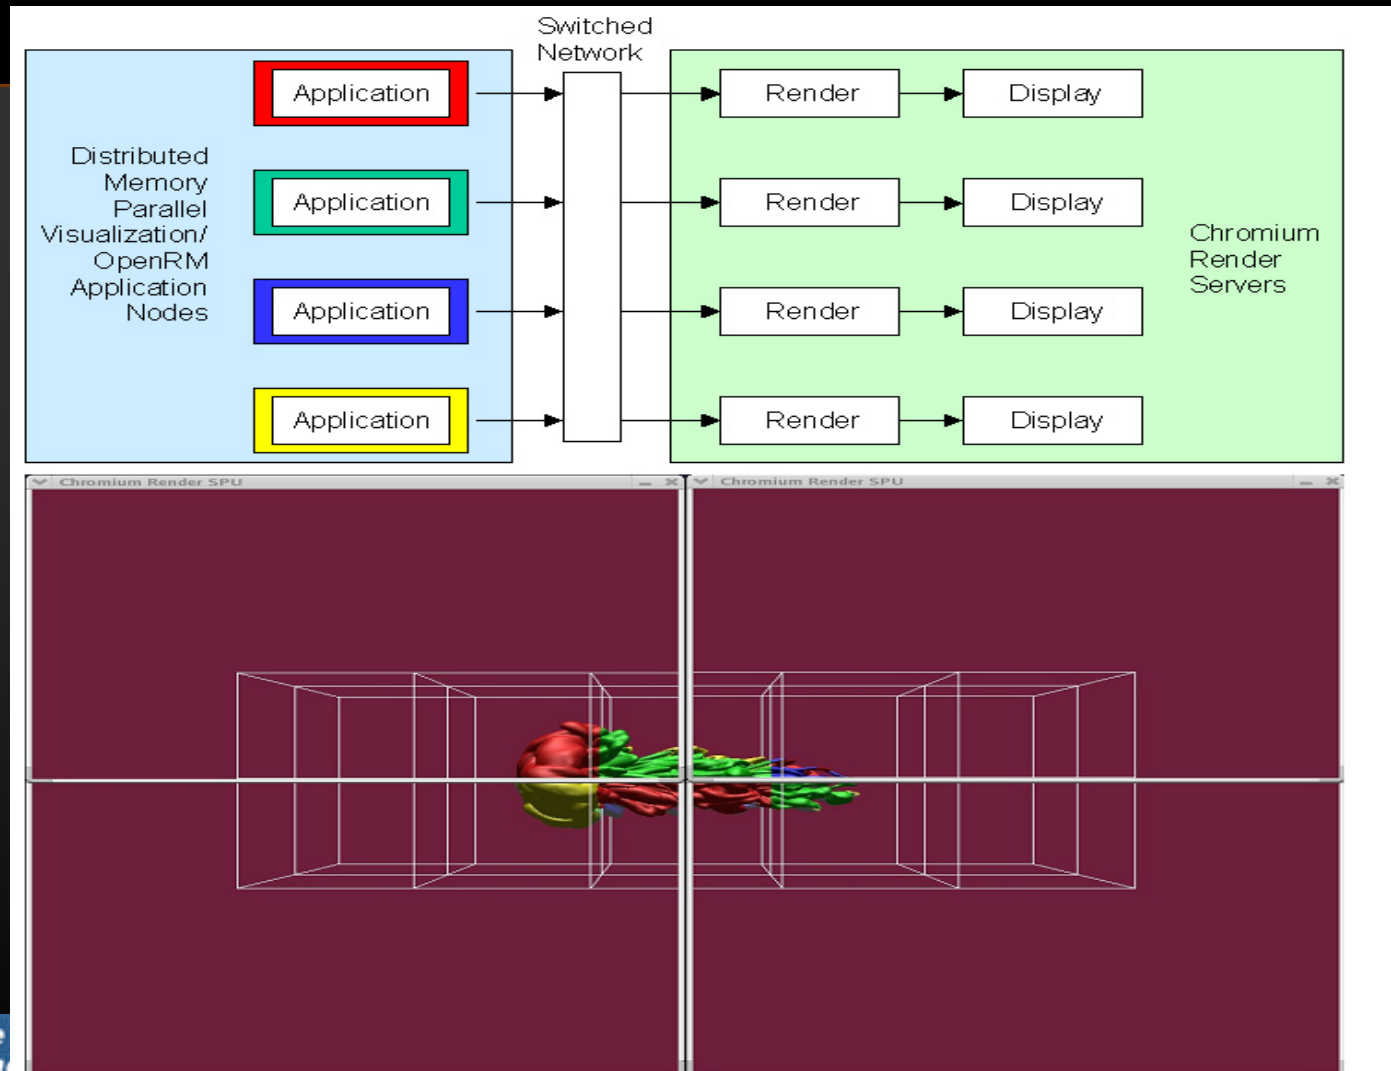 Switched
Network
Distributed
Memory
Parallel
Visualization/
OpenRM
Application
Nodes
Application
Render
Display
Application
Render
Display
Application
Render
Display
Application
Render
Display
Chromium
Render
Servers
Chromium Render SPU
Chromium Render SPU